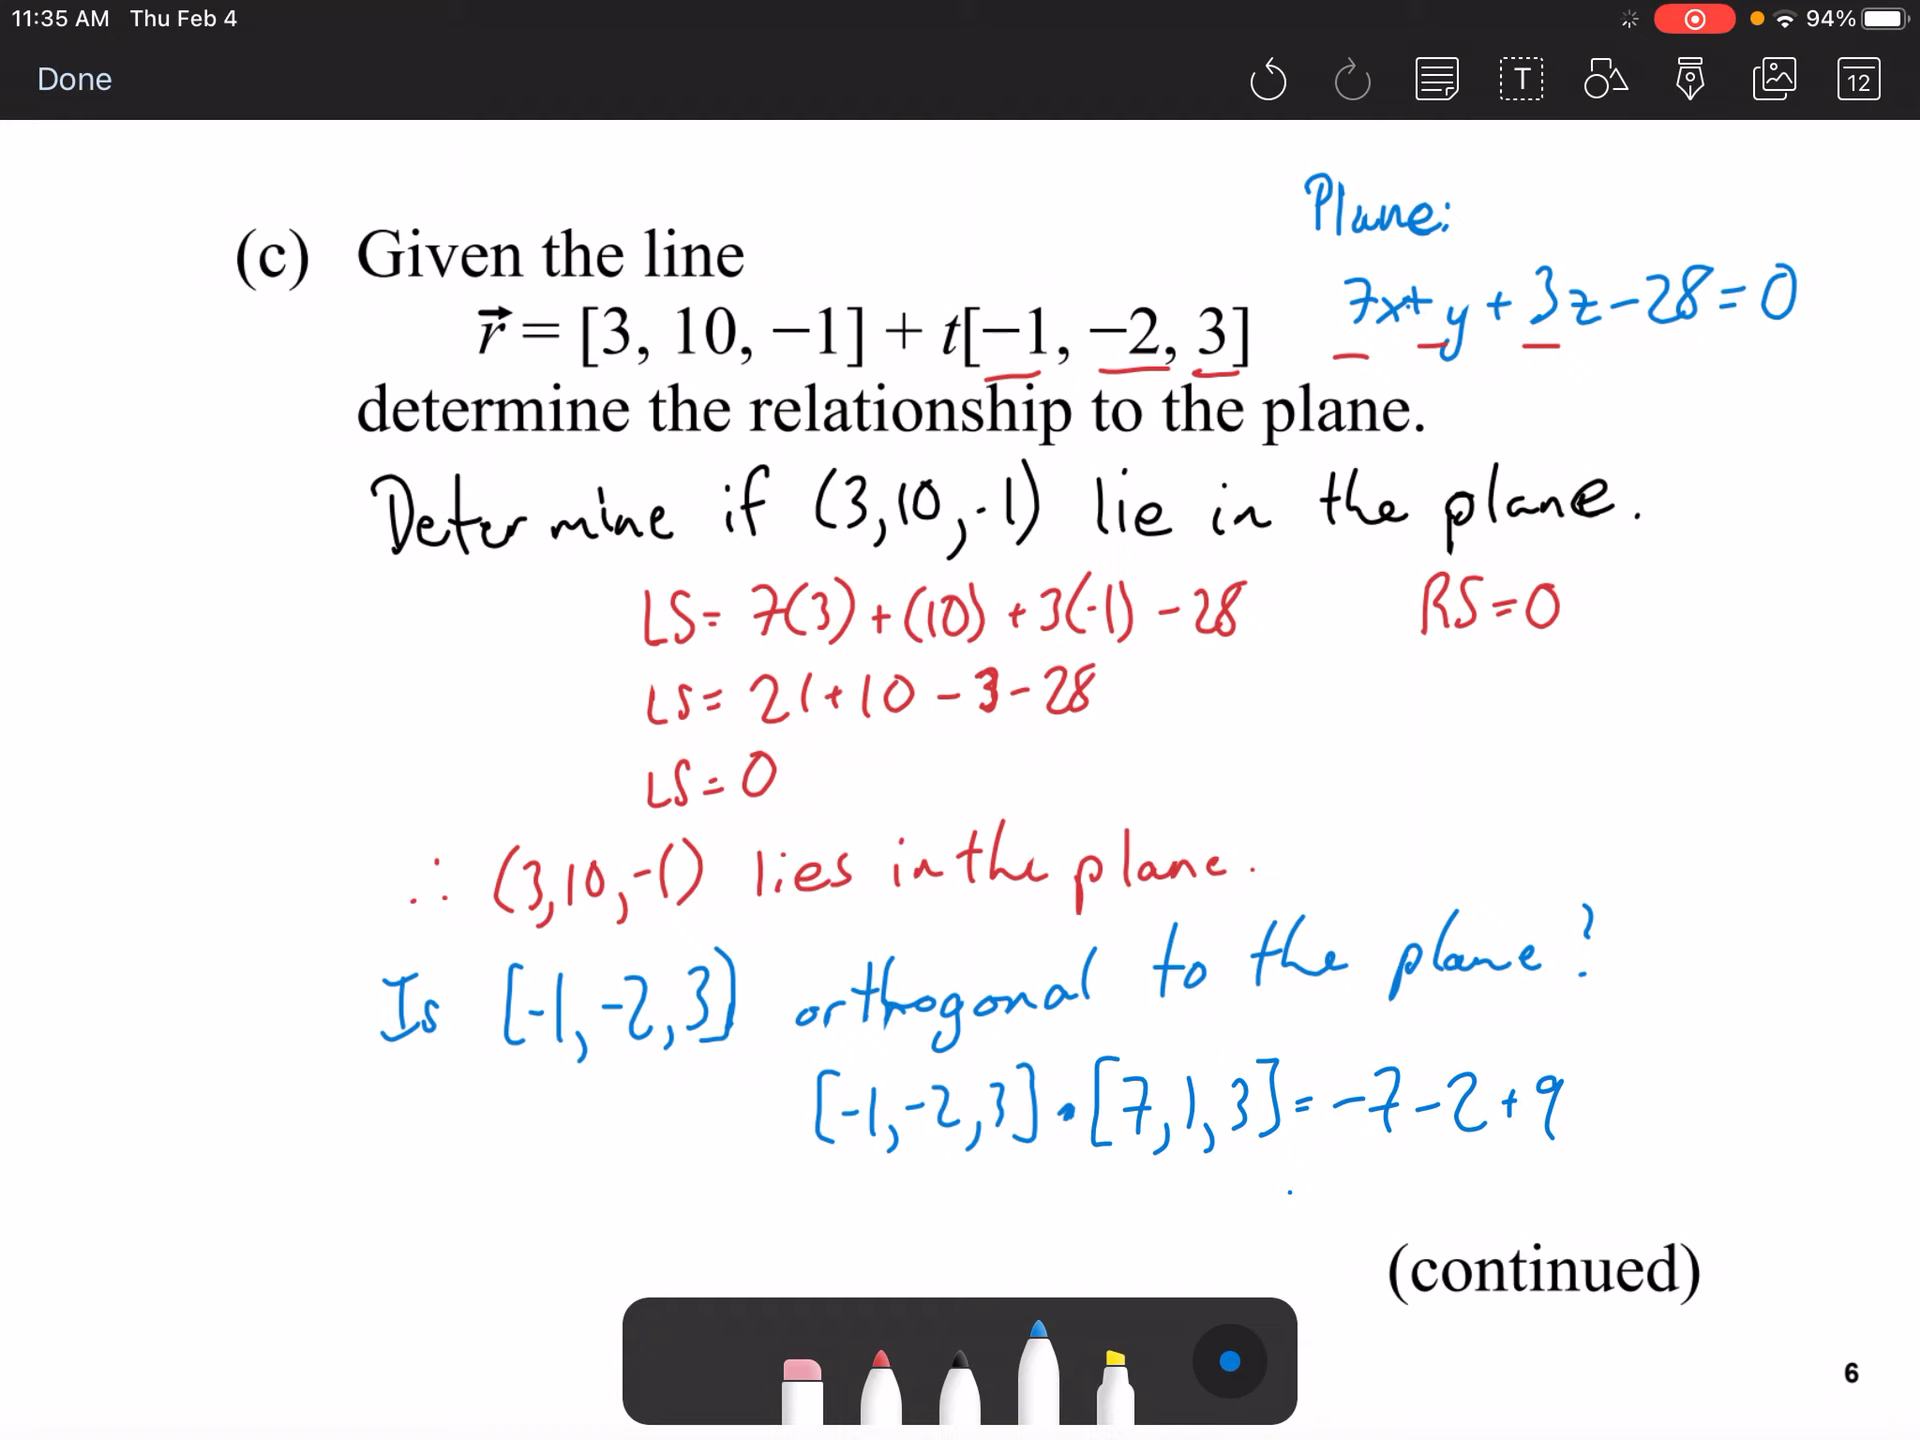 11:35 AM Thu Feb 4
94%
Done
T
12
Plane:
7x+y+3z-28=0
(c) Given the line
r⃗ = [3, 10, −1] + t[−1, −2, 3]
determine the relationship to the plane.
Determine if (3,10,-1) lie in the plane.
LS= 7(3)+(10)+3(-1)-28 RS=0
LS= 21+10-3-28
LS=0
∴ (3,10,-1) lies in the plane.
Is [-1,-2,3] orthogonal to the plane?
[-1,-2,3]•[7,1,3]=-7-2+9
(continued)
6